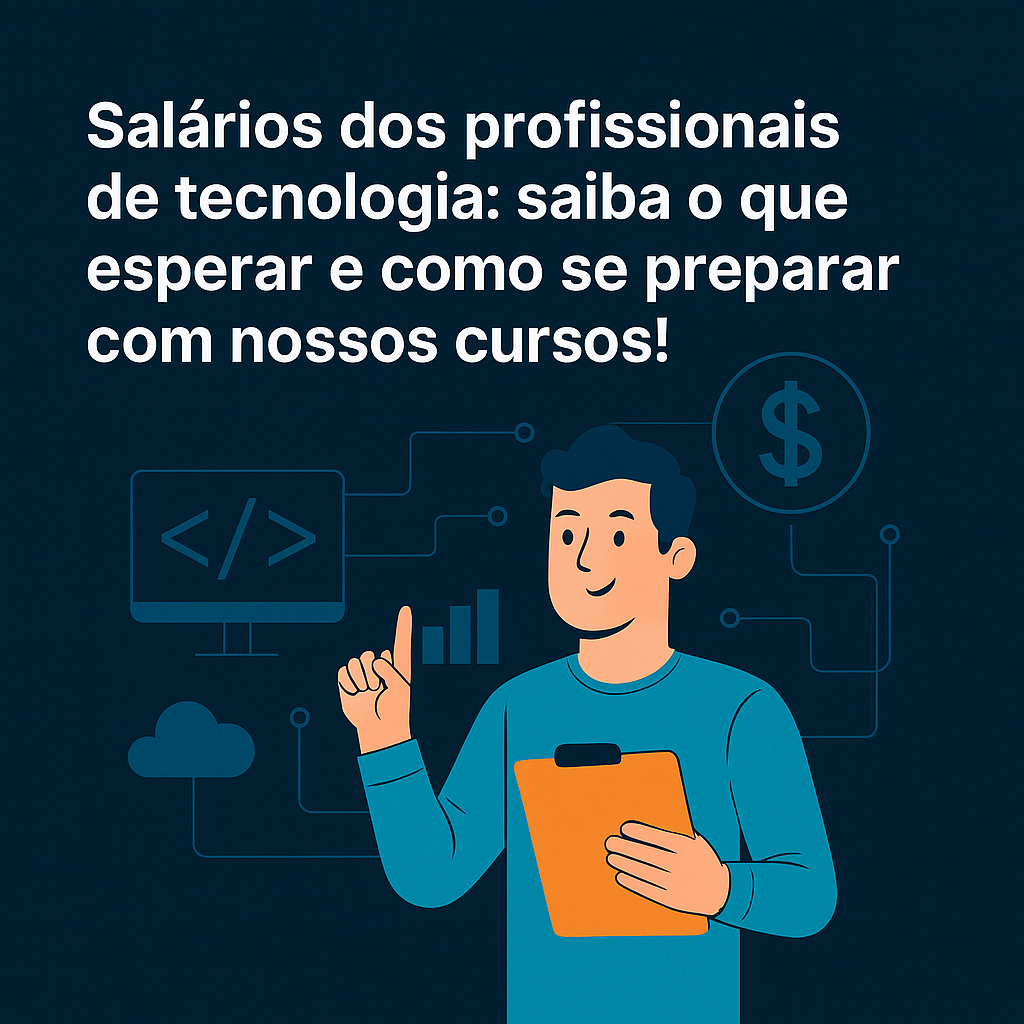 Salários dos profissionais
de tecnologia: saiba o que
esperar e como se preparar
com nossos cursos!
</>
$